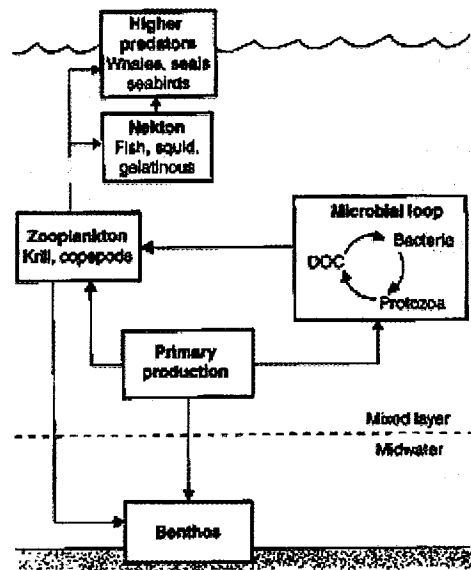 Higher
predators
Whales, seals
seabirds
Nekton
Fish, squid,
gelatinous
Zooplankton
Krill, copepods
Microbial loop
Bacteria
DOC
Protozoa
Primary
production
Mixed layer
Midwater
Benthos